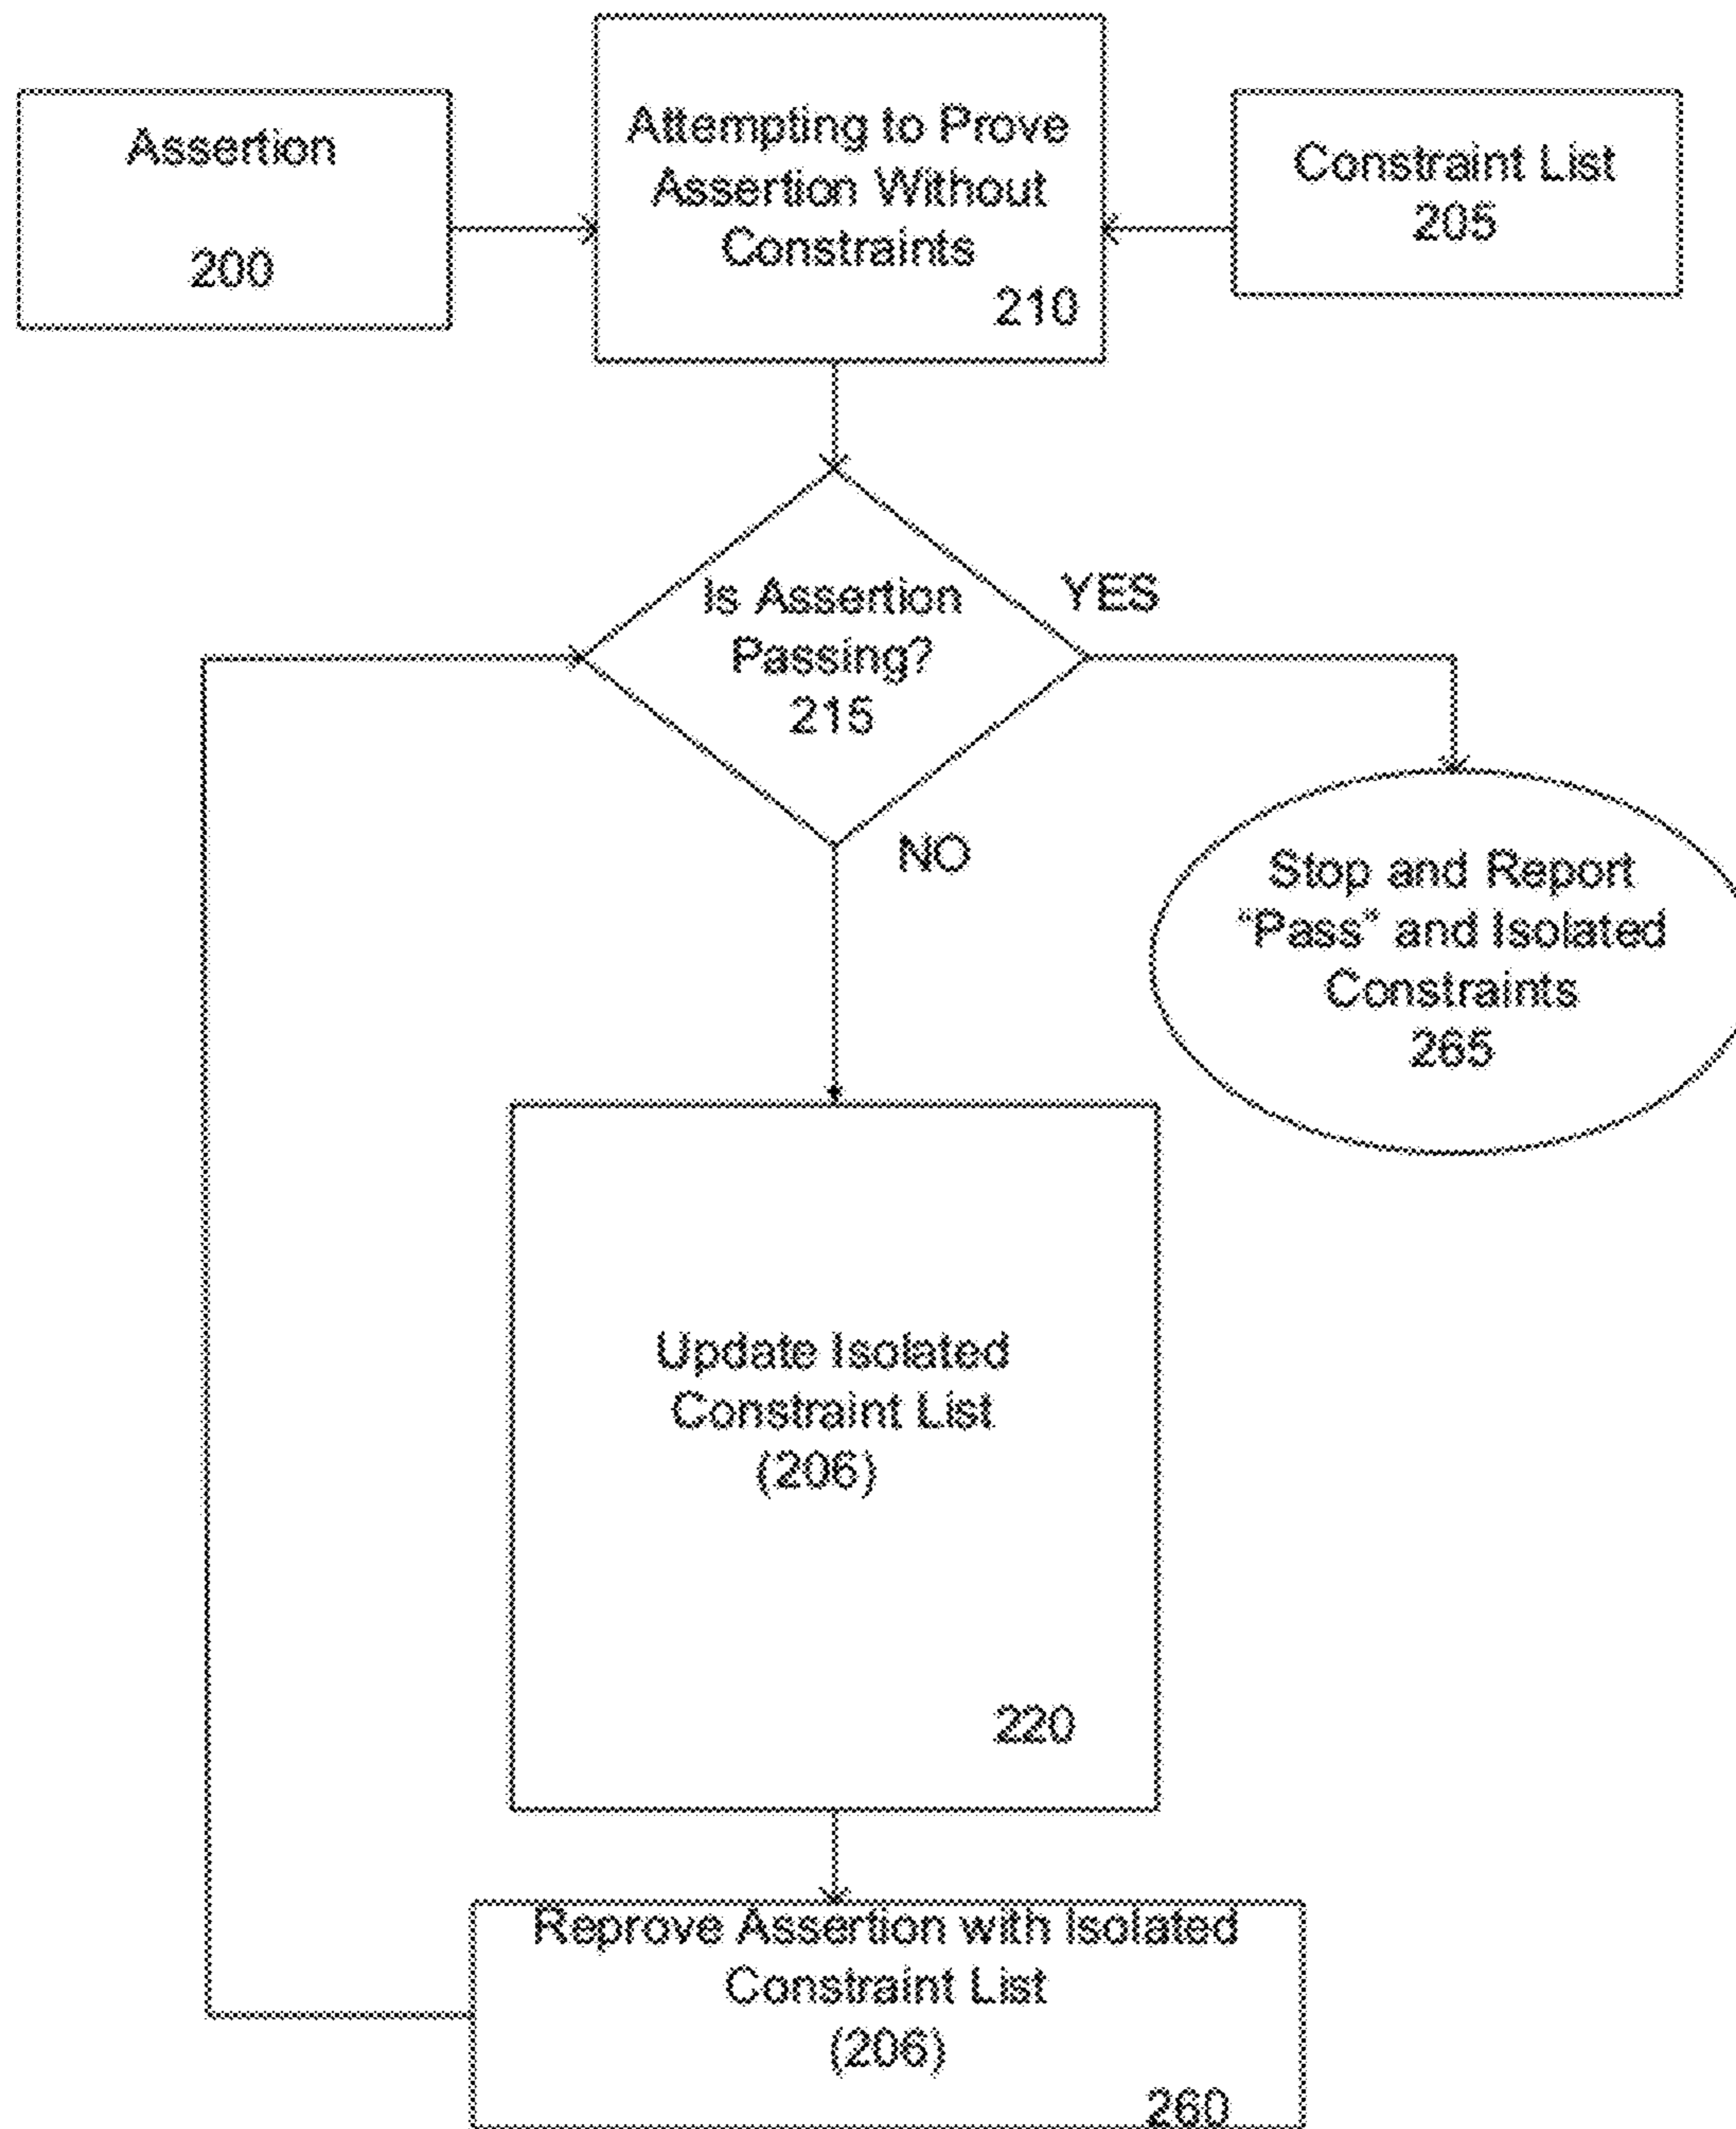 Assertion
200
Attempting to Prove
Assertion Without
Constraints
210
Constraint List
205
Is Assertion
Passing?
215
YES
NO
Stop and Report
“Pass” and Isolated
Constraints
265
Update Isolated
Constraint List
(206)
220
Reprove Assertion with Isolated
Constraint List
(206)
260